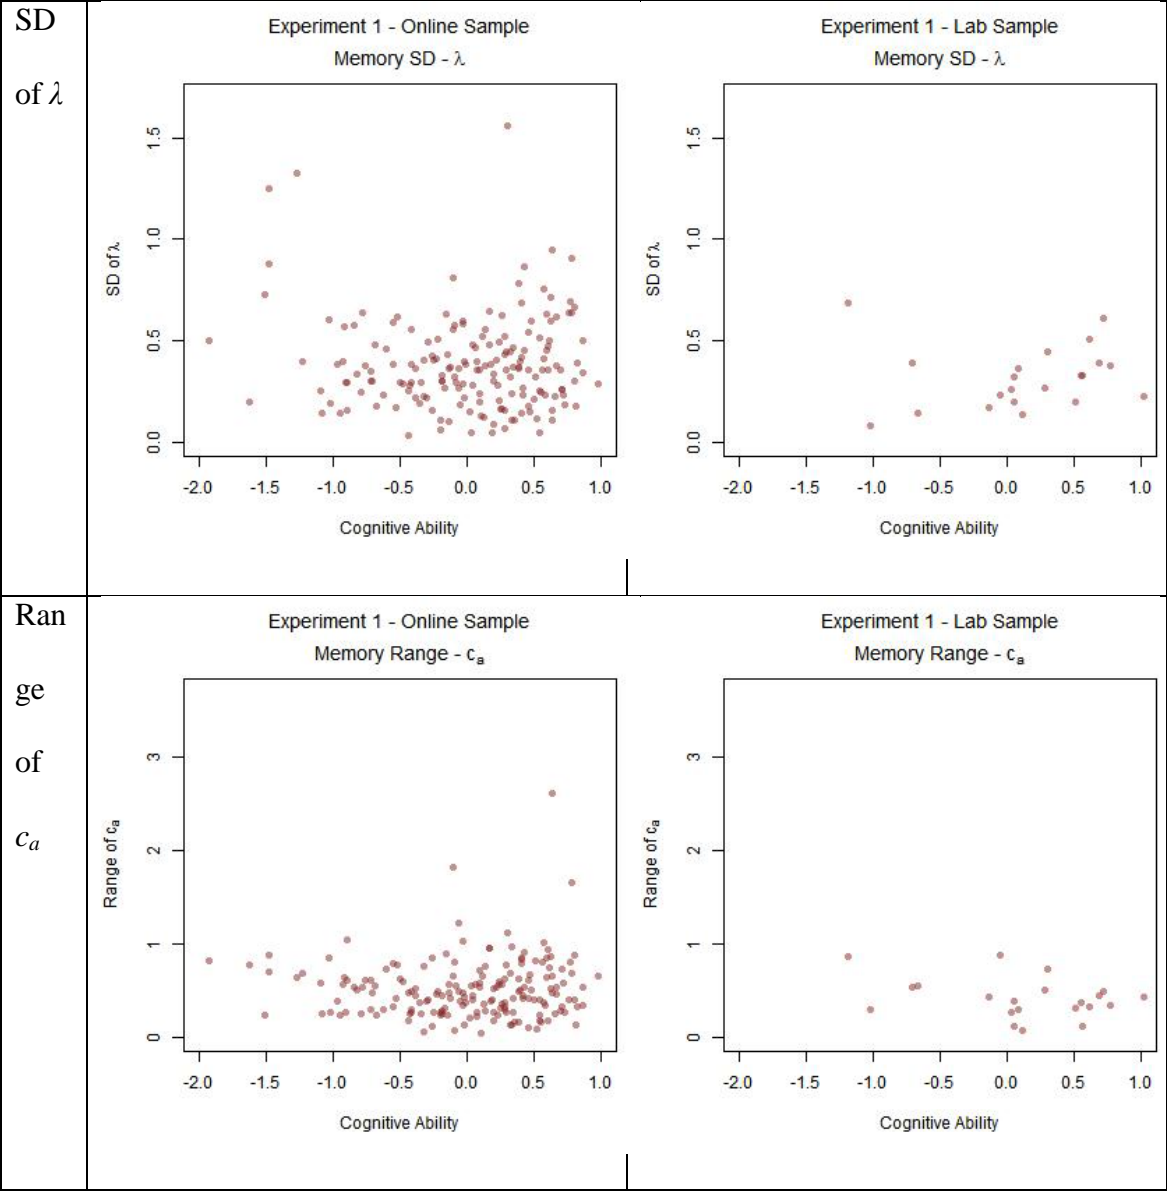 SD
of λ
Experiment 1 - Online Sample
Memory SD - λ
SD of λ
1.5
1.0
0.5
0.0
-2.0 -1.5 -1.0 -0.5 0.0 0.5 1.0
Cognitive Ability
Experiment 1 - Lab Sample
Memory SD - λ
SD of λ
1.5
1.0
0.5
0.0
-2.0 -1.5 -1.0 -0.5 0.0 0.5 1.0
Cognitive Ability
Ran
ge
of
ca
Experiment 1 - Online Sample
Memory Range - ca
Range of ca
3
2
1
0
-2.0 -1.5 -1.0 -0.5 0.0 0.5 1.0
Cognitive Ability
Experiment 1 - Lab Sample
Memory Range - ca
Range of ca
3
2
1
0
-2.0 -1.5 -1.0 -0.5 0.0 0.5 1.0
Cognitive Ability